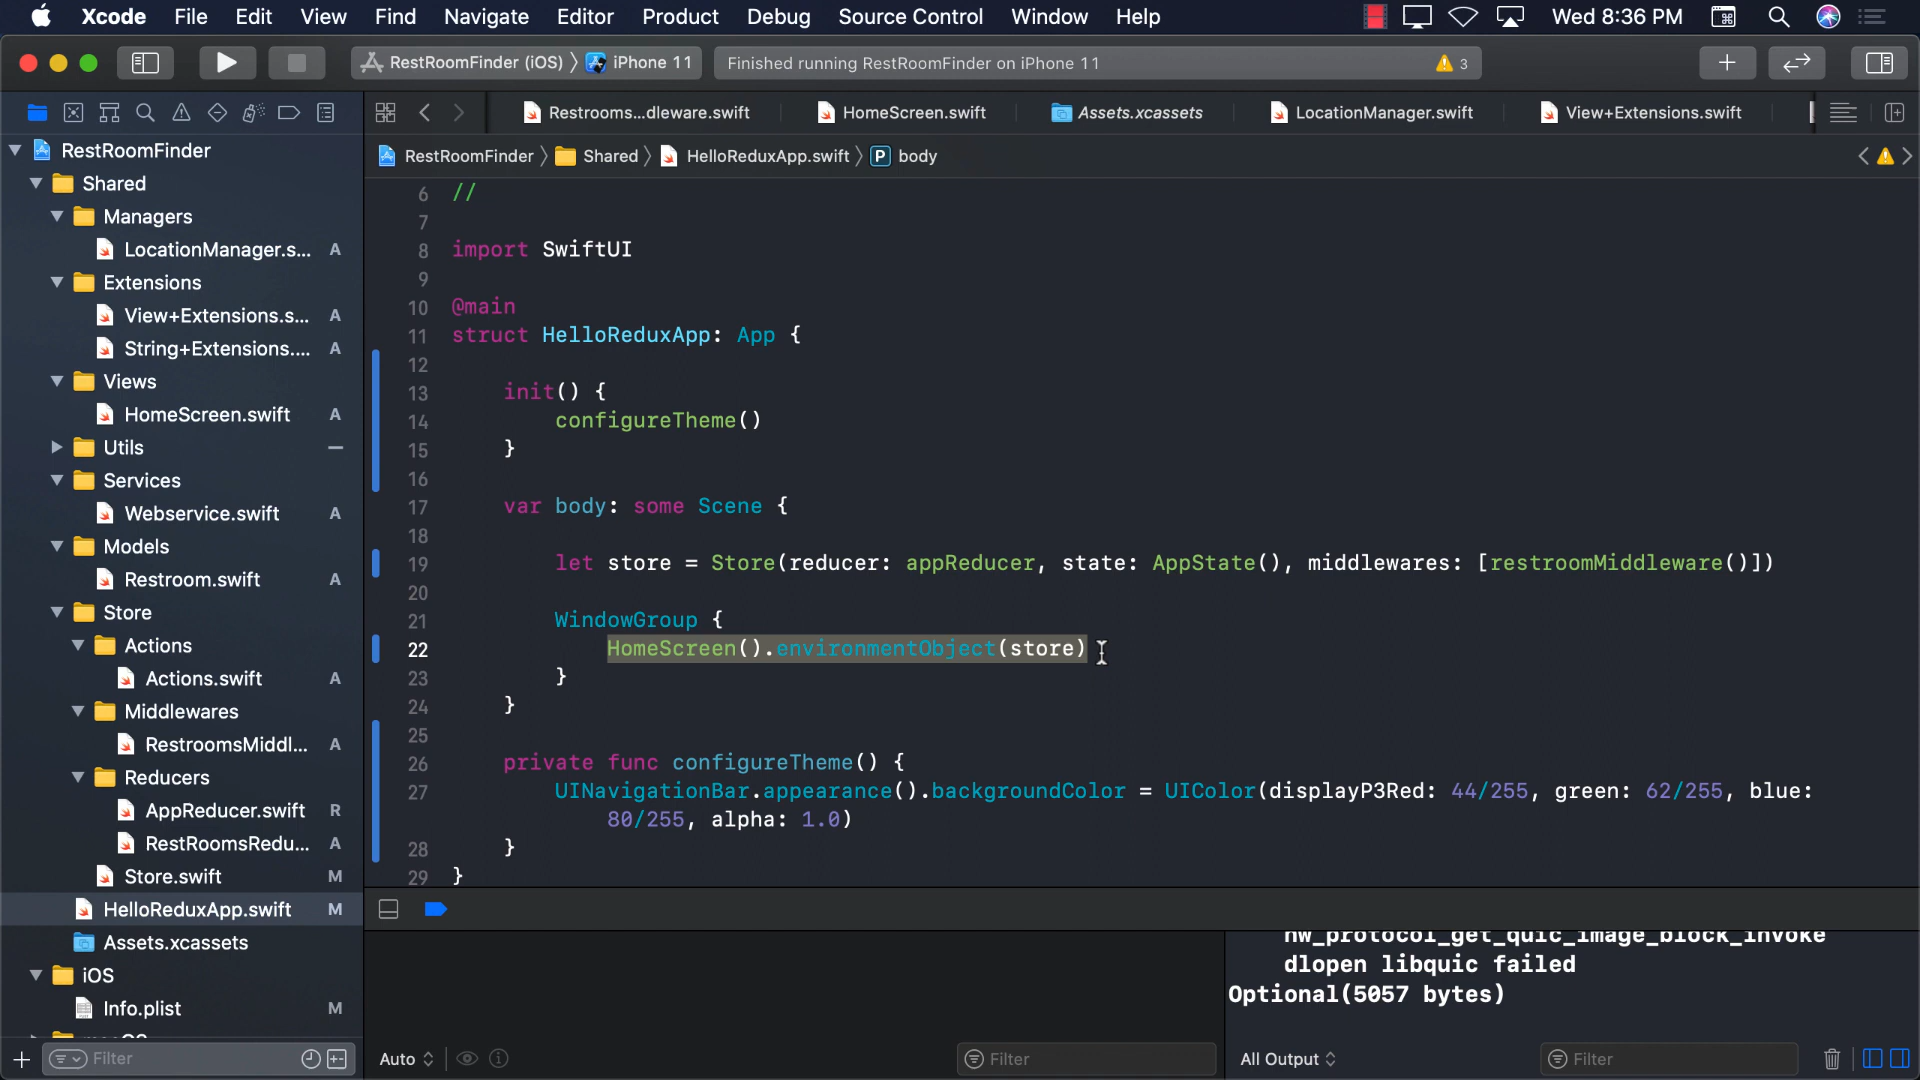 Xcode File Edit View Find Navigate Editor Product Debug Source Control Window Help Wed 8:36 PM
RestRoomFinder (iOS) 〉 iPhone 11 Finished running RestRoomFinder on iPhone 11 3
Restrooms...dleware.swift HomeScreen.swift Assets.xcassets LocationManager.swift View+Extensions.swift
RestRoomFinder 〉 Shared 〉 HelloReduxApp.swift 〉 P body
RestRoomFinder
Shared
Managers
LocationManager.s... A
Extensions
View+Extensions.s... A
String+Extensions.... A
Views
HomeScreen.swift A
Utils
Services
Webservice.swift A
Models
Restroom.swift A
Store
Actions
Actions.swift A
Middlewares
RestroomsMiddl... A
Reducers
AppReducer.swift R
RestRoomsRedu... A
Store.swift M
HelloReduxApp.swift M
Assets.xcassets
iOS
Info.plist M
Filter
6 //
7
8 import SwiftUI
9
10 @main
11 struct HelloReduxApp: App {
12
13 init() {
14 configureTheme()
15 }
16
17 var body: some Scene {
18
19 let store = Store(reducer: appReducer, state: AppState(), middlewares: [restroomMiddleware()])
20
21 WindowGroup {
22 HomeScreen().environmentObject(store)
23 }
24 }
25
26 private func configureTheme() {
27 UINavigationBar.appearance().backgroundColor = UIColor(displayP3Red: 44/255, green: 62/255, blue:
80/255, alpha: 1.0)
28 }
29 }
nw_protocol_get_quic_image_block_invoke
dlopen libquic failed
Optional(5057 bytes)
Auto Filter All Output Filter